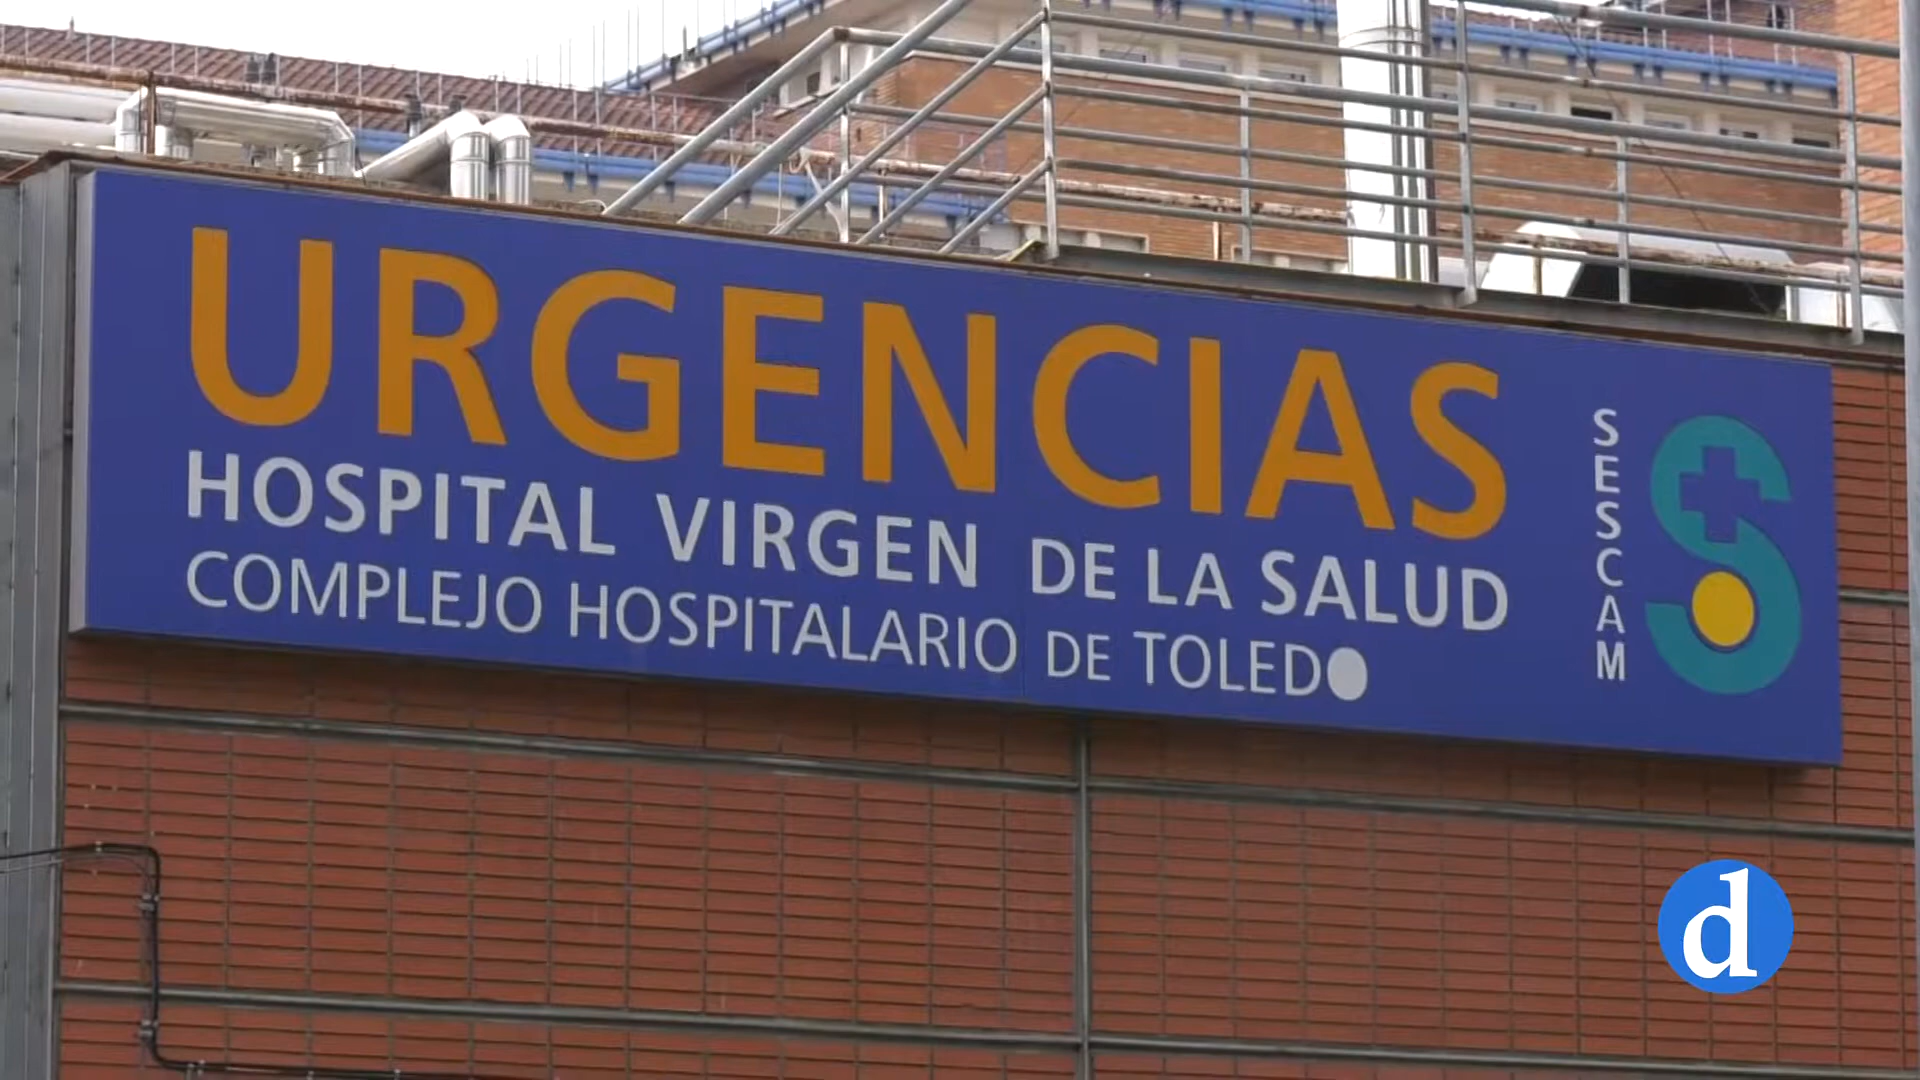 URGENCIAS
HOSPITAL VIRGEN DE LA SALUD
COMPLEJO HOSPITALARIO DE TOLEDO
SESCAM
d